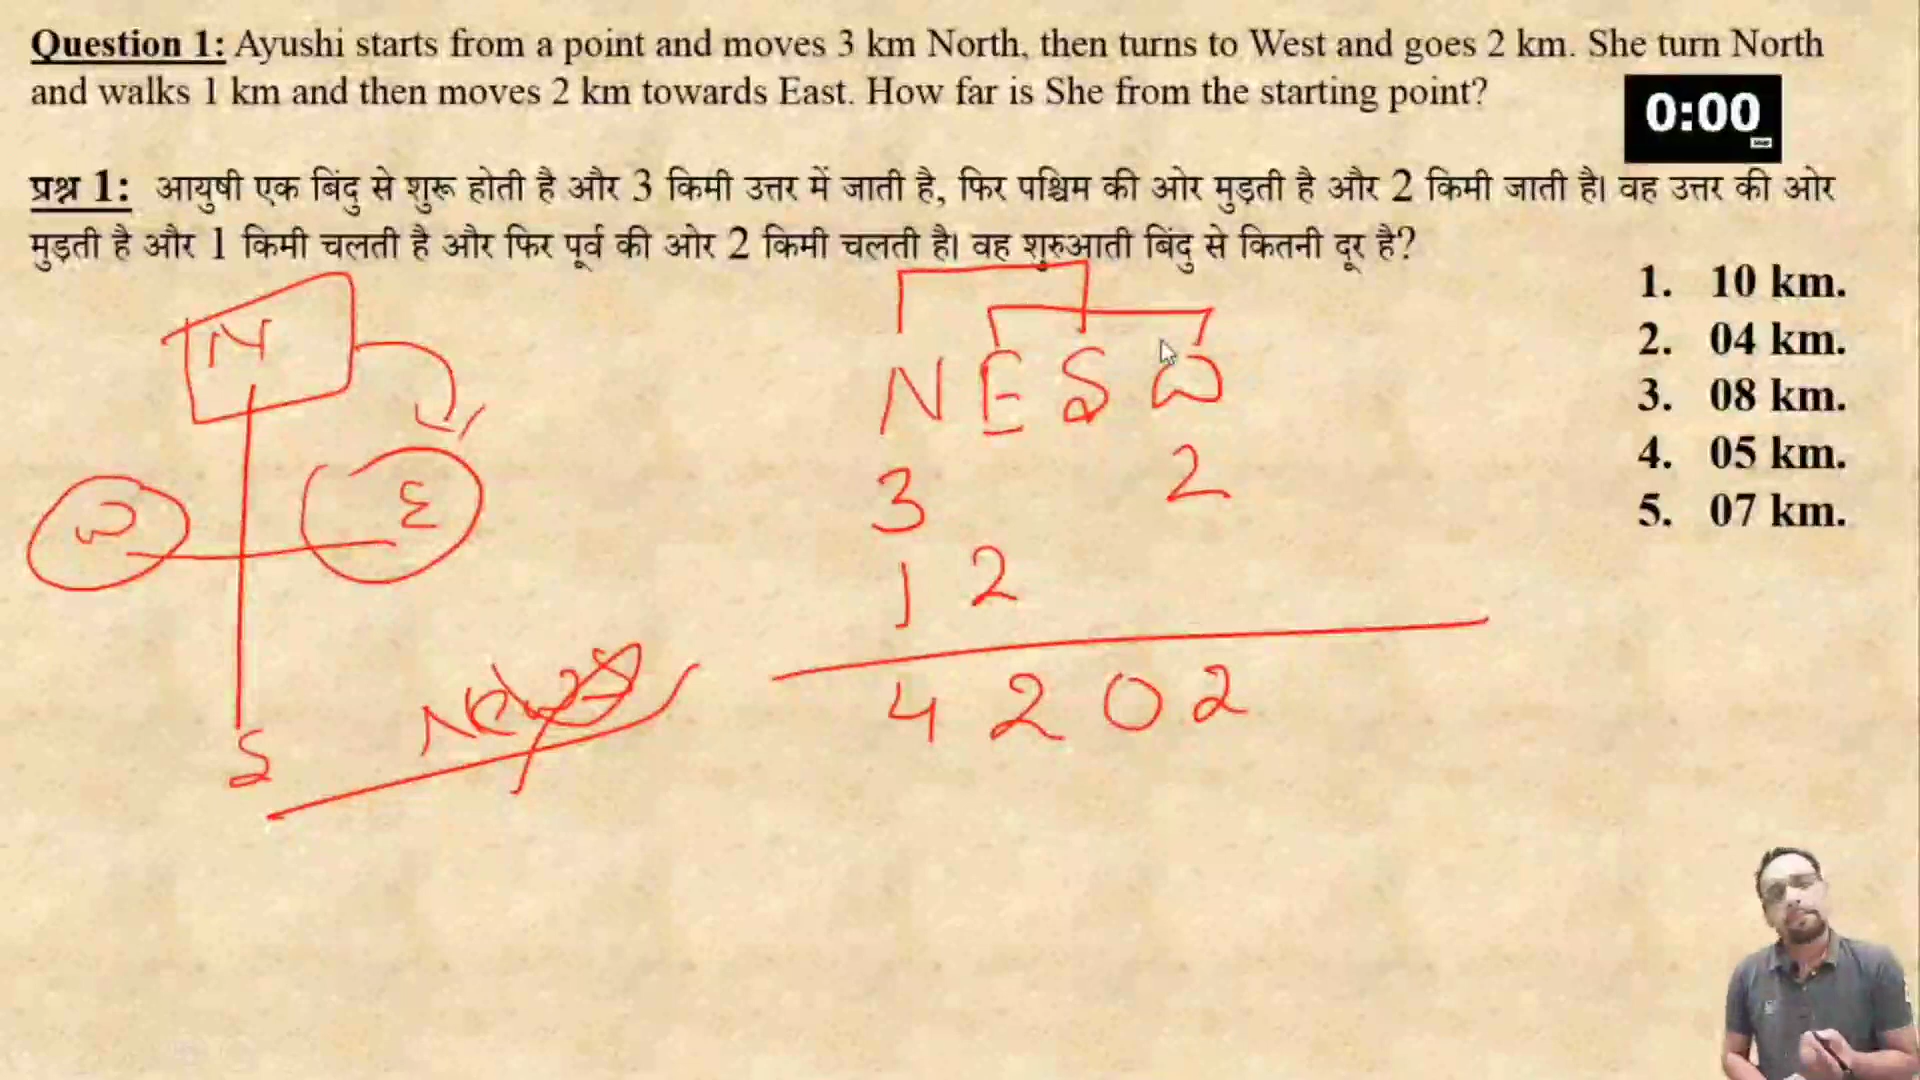 Question 1: Ayushi starts from a point and moves 3 km North, then turns to West and goes 2 km. She turn North
and walks 1 km and then moves 2 km towards East. How far is She from the starting point?
0:00
प्रश्न 1: आयुषी एक बिंदु से शुरू होती है और 3 किमी उत्तर में जाती है, फिर पश्चिम की ओर मुड़ती है और 2 किमी जाती है। वह उत्तर की ओर
मुड़ती है और 1 किमी चलती है और फिर पूर्व की ओर 2 किमी चलती है। वह शुरुआती बिंदु से कितनी दूर है?
1. 10 km.
2. 04 km.
3. 08 km.
4. 05 km.
5. 07 km.
N
W E
S
N E S W
3 2
1 2
4 2 0 2